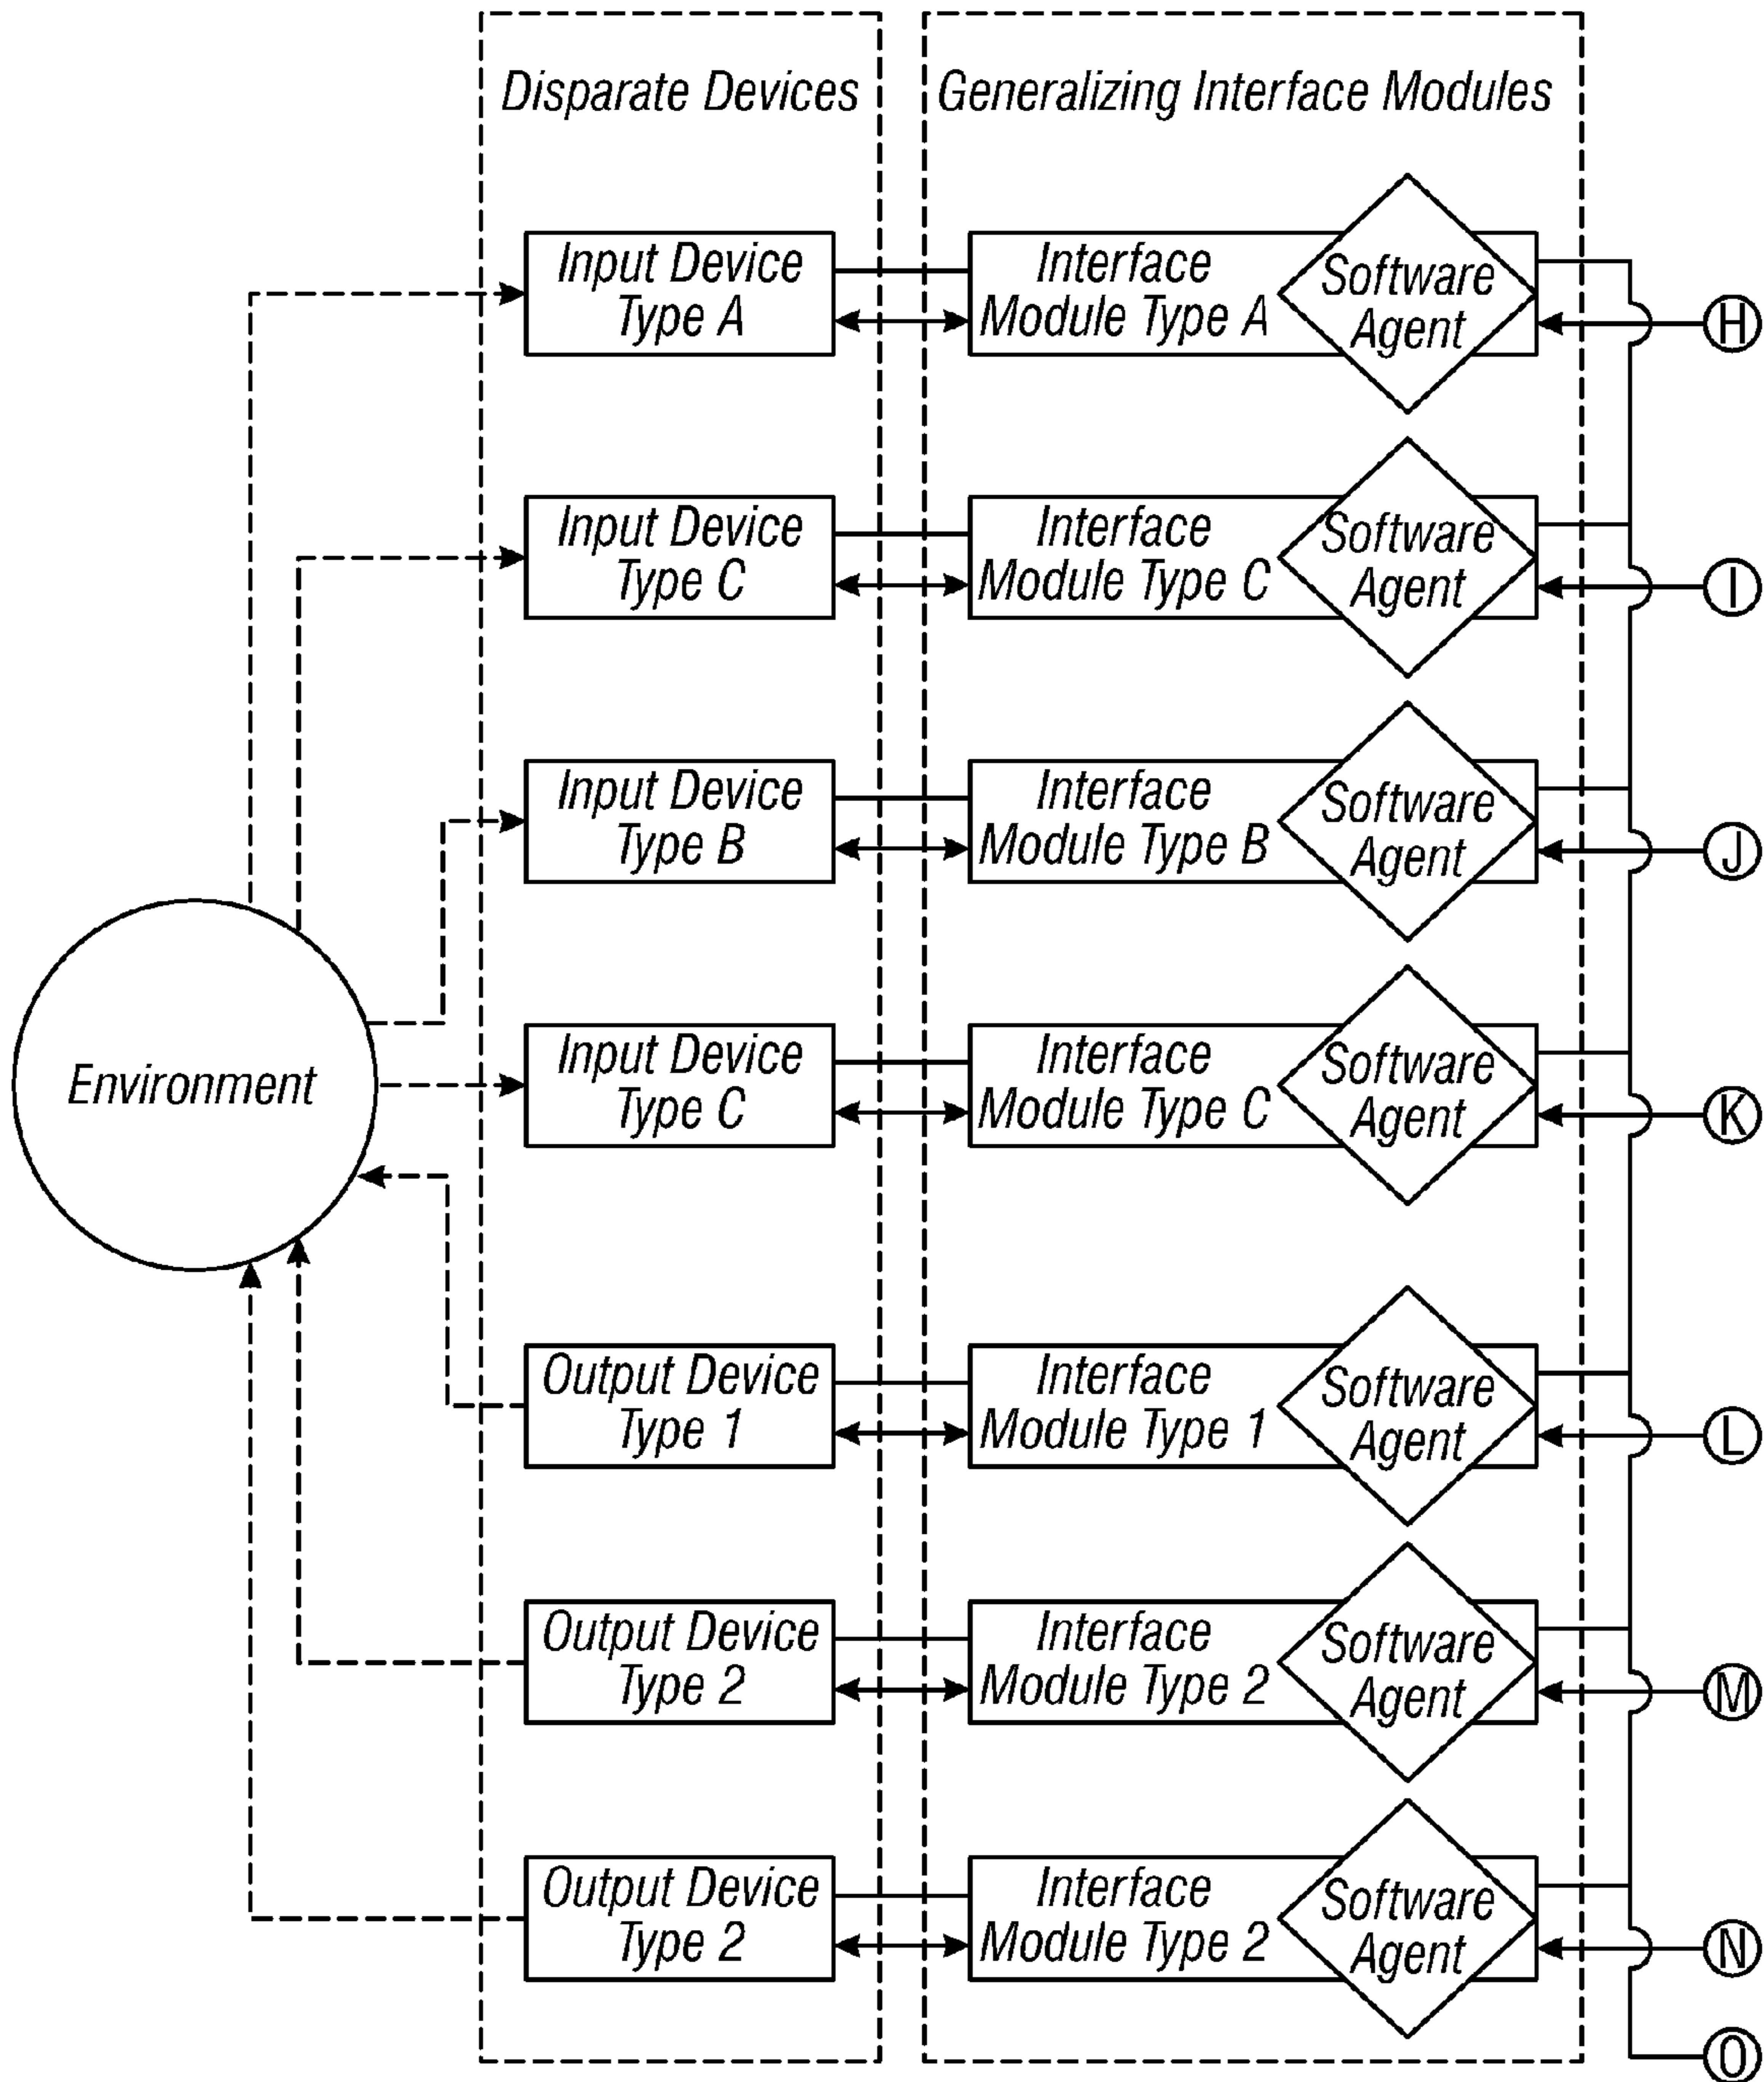 Disparate Devices
Generalizing Interface Modules
Input Device
Type A
Interface
Module Type A
Software
Agent
H
Input Device
Type C
Interface
Module Type C
Software
Agent
I
Input Device
Type B
Interface
Module Type B
Software
Agent
J
Environment
Input Device
Type C
Interface
Module Type C
Software
Agent
K
Output Device
Type 1
Interface
Module Type 1
Software
Agent
L
Output Device
Type 2
Interface
Module Type 2
Software
Agent
M
Output Device
Type 2
Interface
Module Type 2
Software
Agent
N
O